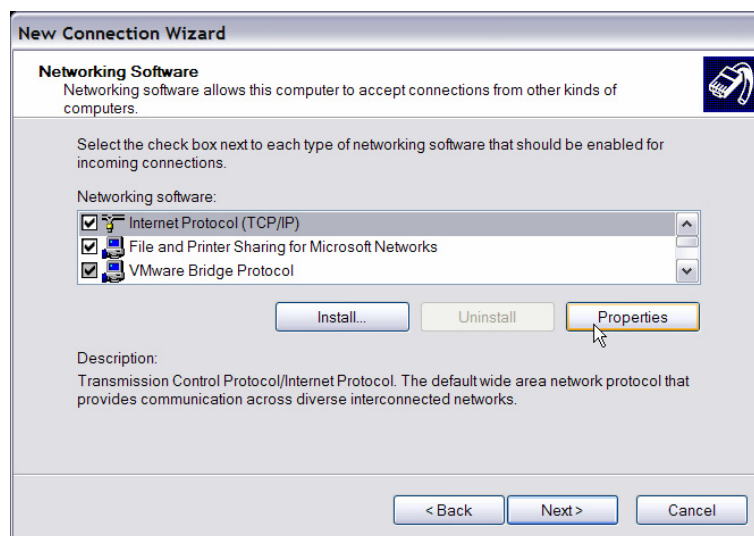 New Connection Wizard
Networking Software
Networking software allows this computer to accept connections from other kinds of
computers.
Select the check box next to each type of networking software that should be enabled for
incoming connections.
Networking software:
Internet Protocol (TCP/IP)
File and Printer Sharing for Microsoft Networks
VMware Bridge Protocol
Install... Uninstall Properties
Description:
Transmission Control Protocol/Internet Protocol. The default wide area network protocol that
provides communication across diverse interconnected networks.
< Back Next > Cancel